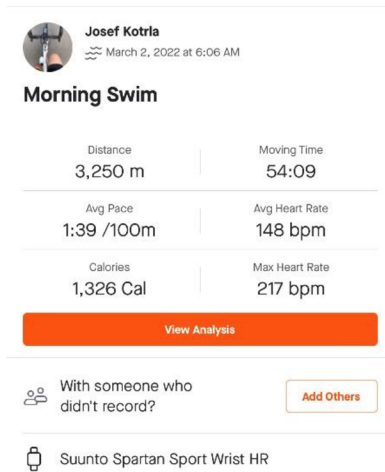 Josef Kotrla
March 2, 2022 at 6:06 AM
Morning Swim
Distance
3,250 m
Moving Time
54:09
Avg Pace
1:39 /100m
Avg Heart Rate
148 bpm
Calories
1,326 Cal
Max Heart Rate
217 bpm
View Analysis
With someone who
didn't record?
Add Others
Suunto Spartan Sport Wrist HR